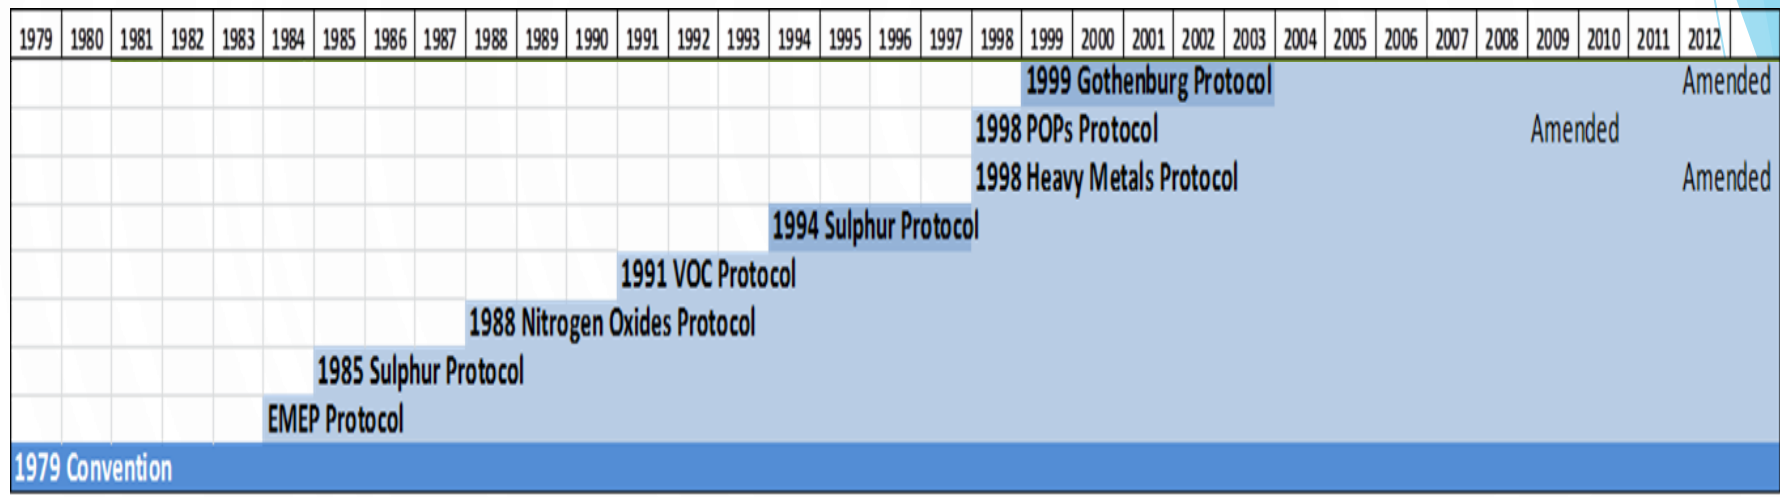 1979 1980 1981 1982 1983 1984 1985 1986 1987 1988 1989 1990 1991 1992 1993 1994 1995 1996 1997 1998 1999 2000 2001 2002 2003 2004 2005 2006 2007 2008 2009 2010 2011 2012
1999 Gothenburg Protocol Amended
1998 POPs Protocol Amended
1998 Heavy Metals Protocol Amended
1994 Sulphur Protocol
1991 VOC Protocol
1988 Nitrogen Oxides Protocol
1985 Sulphur Protocol
EMEP Protocol
1979 Convention